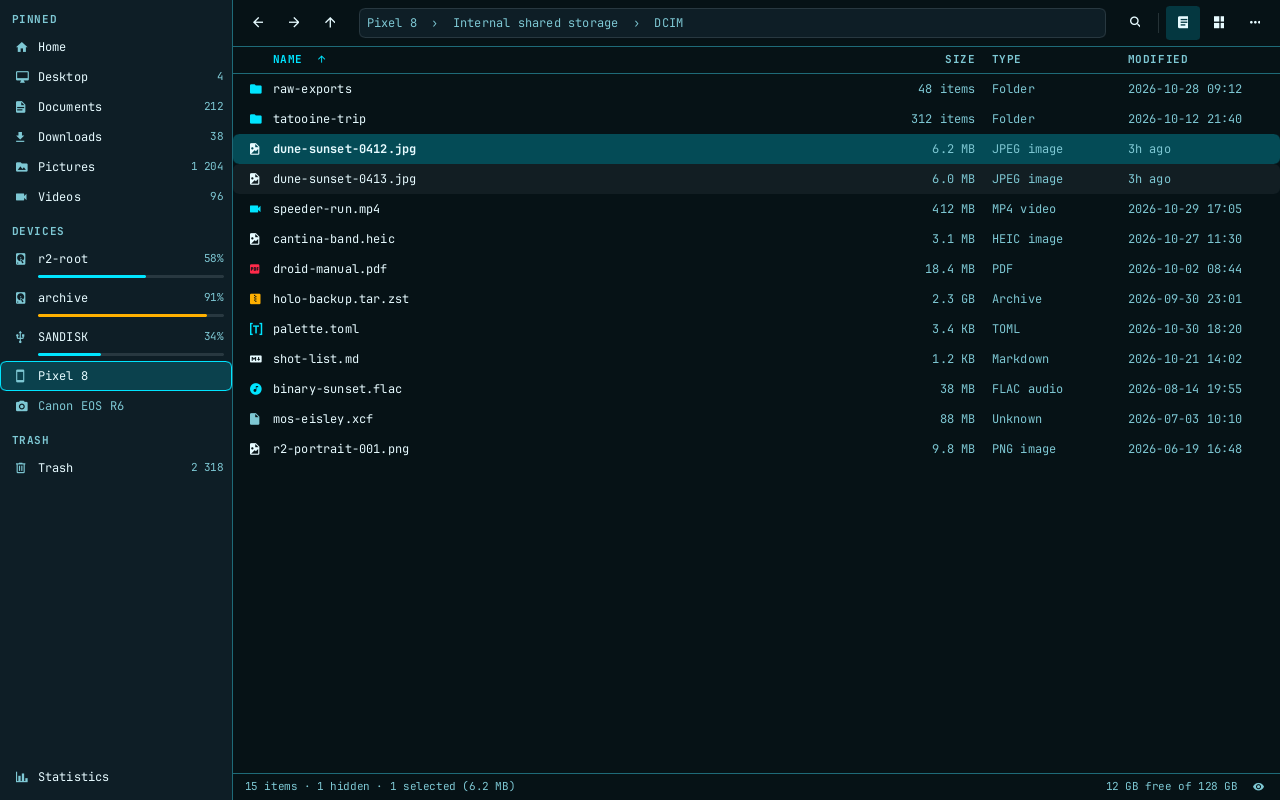 PINNED
Home
Desktop 4
Documents 212
Downloads 38
Pictures 1 204
Videos 96
DEVICES
r2-root 58%
archive 91%
SANDISK 34%
Pixel 8
Canon EOS R6
TRASH
Trash 2 318
Statistics
Pixel 8 › Internal shared storage › DCIM
NAME ↑ SIZE TYPE MODIFIED
raw-exports 48 items Folder 2026-10-28 09:12
tatooine-trip 312 items Folder 2026-10-12 21:40
dune-sunset-0412.jpg 6.2 MB JPEG image 3h ago
dune-sunset-0413.jpg 6.0 MB JPEG image 3h ago
speeder-run.mp4 412 MB MP4 video 2026-10-29 17:05
cantina-band.heic 3.1 MB HEIC image 2026-10-27 11:30
droid-manual.pdf 18.4 MB PDF 2026-10-02 08:44
holo-backup.tar.zst 2.3 GB Archive 2026-09-30 23:01
palette.toml 3.4 KB TOML 2026-10-30 18:20
shot-list.md 1.2 KB Markdown 2026-10-21 14:02
binary-sunset.flac 38 MB FLAC audio 2026-08-14 19:55
mos-eisley.xcf 88 MB Unknown 2026-07-03 10:10
r2-portrait-001.png 9.8 MB PNG image 2026-06-19 16:48
15 items · 1 hidden · 1 selected (6.2 MB) 12 GB free of 128 GB